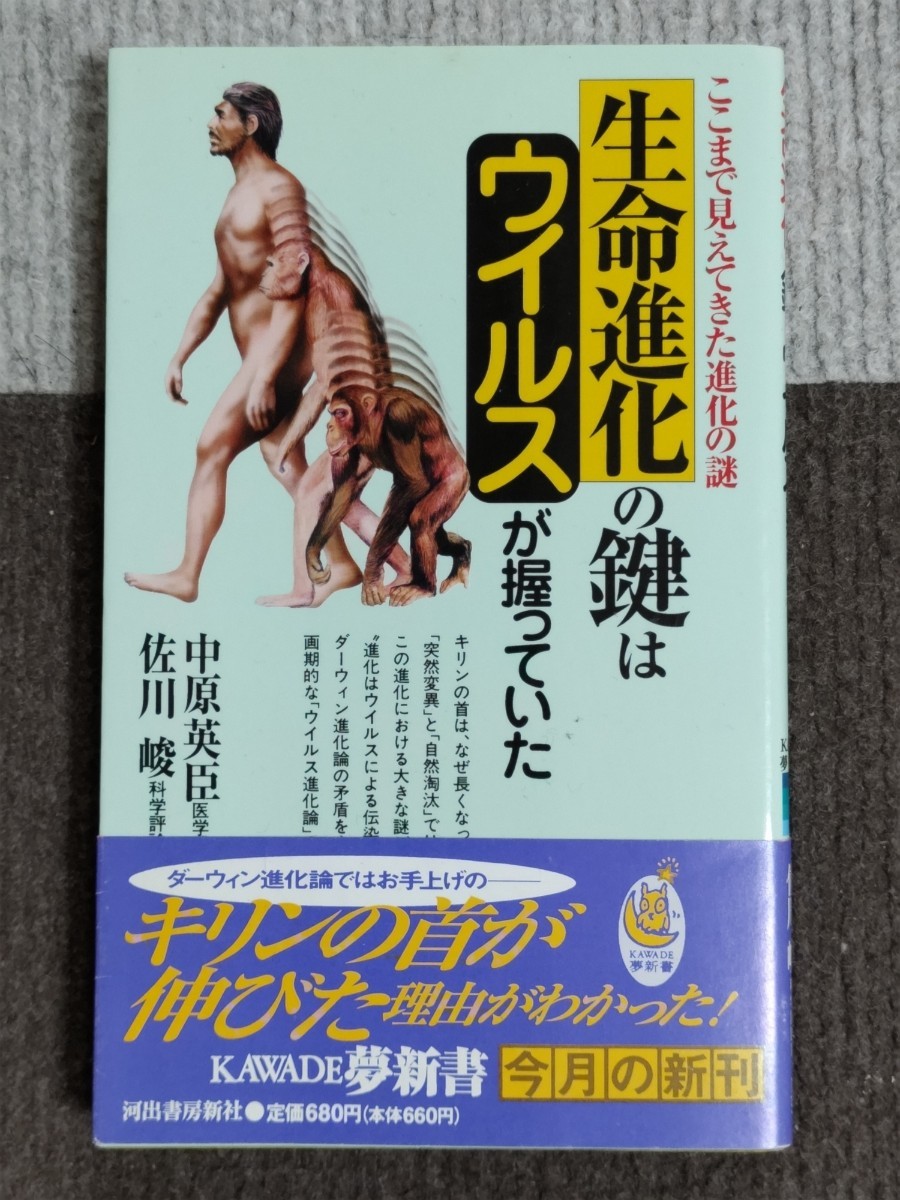 ここまで見えてきた進化の謎
生命進化の鍵は
ウイルスが握っていた
キリンの首は、なぜ長くなっ
「突然変異」と「自然淘汰」で
この進化における大きな謎
〝進化はウイルスによる伝染
ダーウィン進化論の矛盾を
画期的な「ウイルス進化論」
中原英臣 医学
佐川 峻 科学評論
ダーウィン進化論ではお手上げの——
キリンの首が
伸びた理由がわかった!
KAWADE
夢新書
KAWADE夢新書
今月の新刊
河出書房新社●定価680円(本体660円)